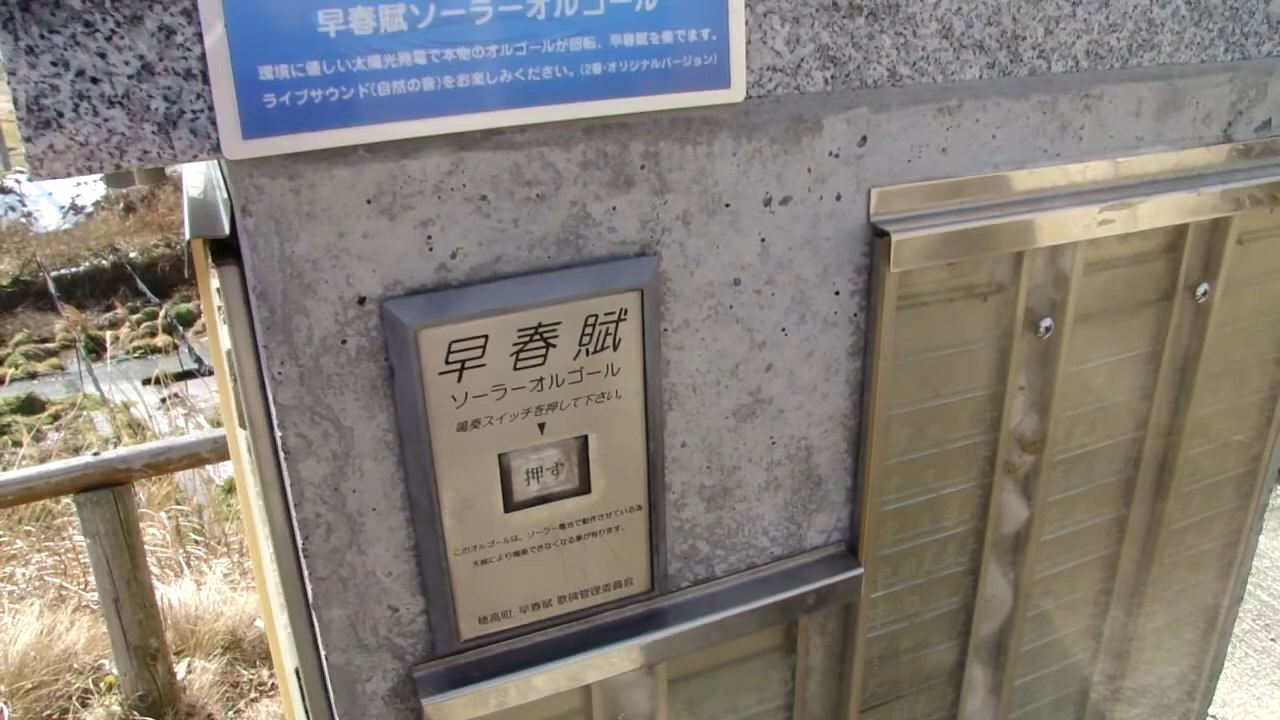 早春賦ソーラーオルゴール
環境に優しい太陽光発電で本物のオルゴールが回転、早春賦を奏でます。
ライブサウンド(自然の音)をお楽しみください。(2番・オリジナルバージョン)
早春賦
ソーラーオルゴール
鳴奏スイッチを押して下さい。
▼
押す
このオルゴールは、ソーラー電池で動作させている為
天候により鳴奏できなくなる事が有ります。
穂高町 早春賦 歌碑管理委員会